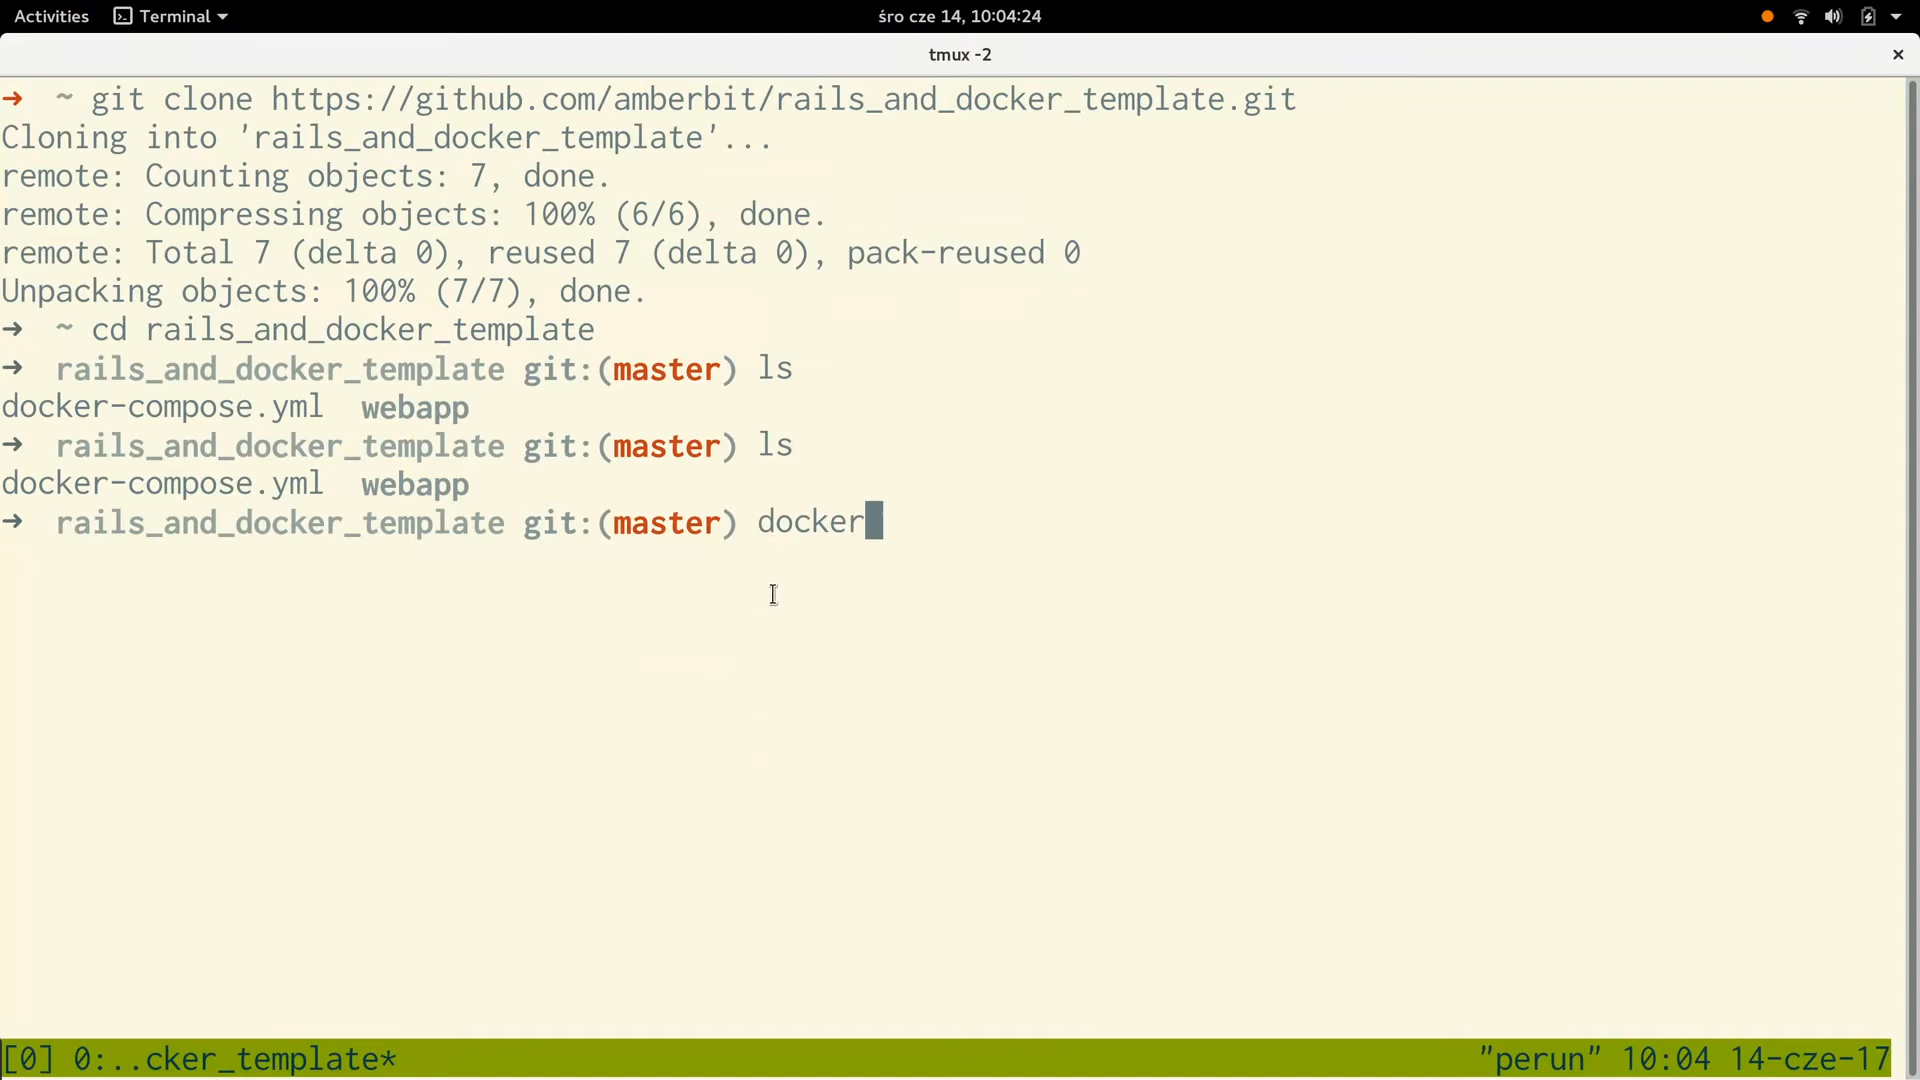 Activities Terminal śro cze 14, 10:04:24
tmux -2
➜ ~ git clone https://github.com/amberbit/rails_and_docker_template.git
Cloning into 'rails_and_docker_template'...
remote: Counting objects: 7, done.
remote: Compressing objects: 100% (6/6), done.
remote: Total 7 (delta 0), reused 7 (delta 0), pack-reused 0
Unpacking objects: 100% (7/7), done.
➜ ~ cd rails_and_docker_template
➜ rails_and_docker_template git:(master) ls
docker-compose.yml webapp
➜ rails_and_docker_template git:(master) ls
docker-compose.yml webapp
➜ rails_and_docker_template git:(master) docker
[0] 0:..cker_template* "perun" 10:04 14-cze-17